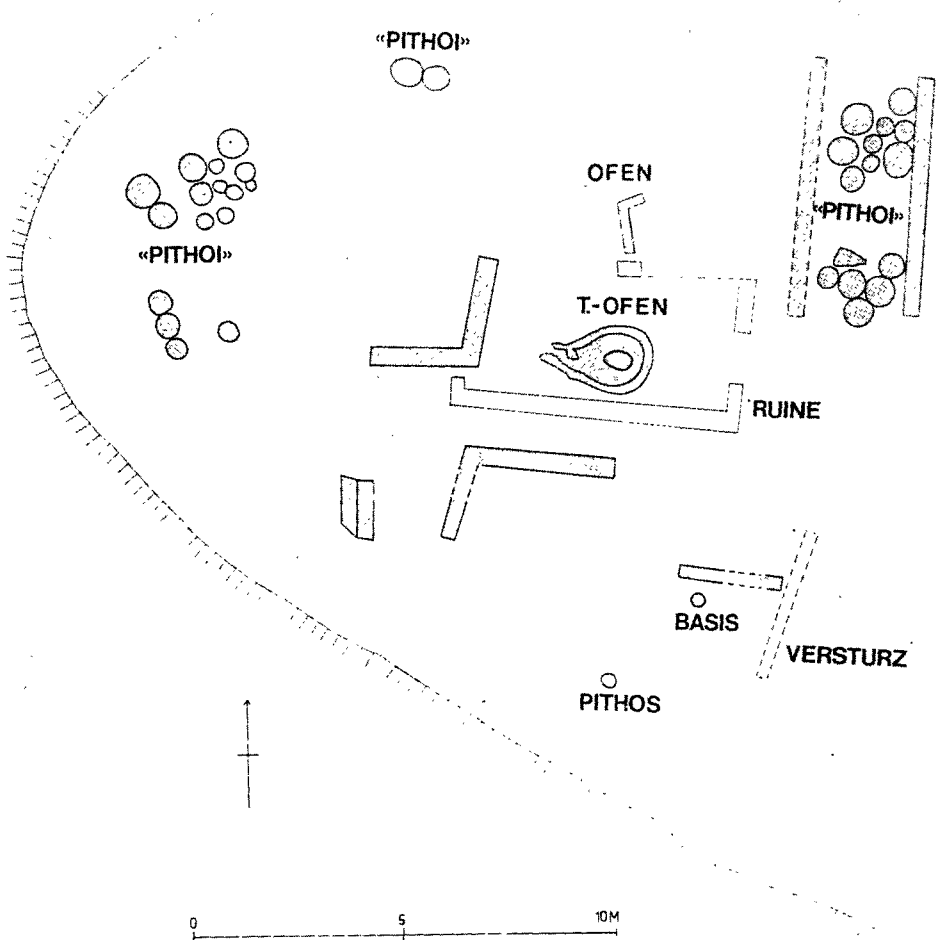 «PITHOI»
OFEN
«PITHOI»
«PITHOI»
T.-OFEN
RUINE
BASIS
VERSTURZ
PITHOS
0 5 10M